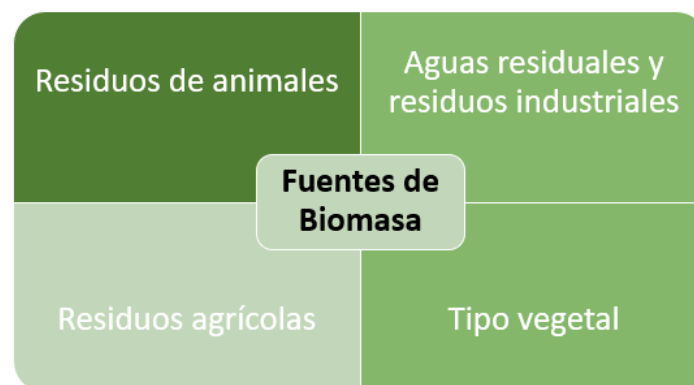 Residuos de animales
Aguas residuales y
residuos industriales
Fuentes de
Biomasa
Residuos agrícolas
Tipo vegetal